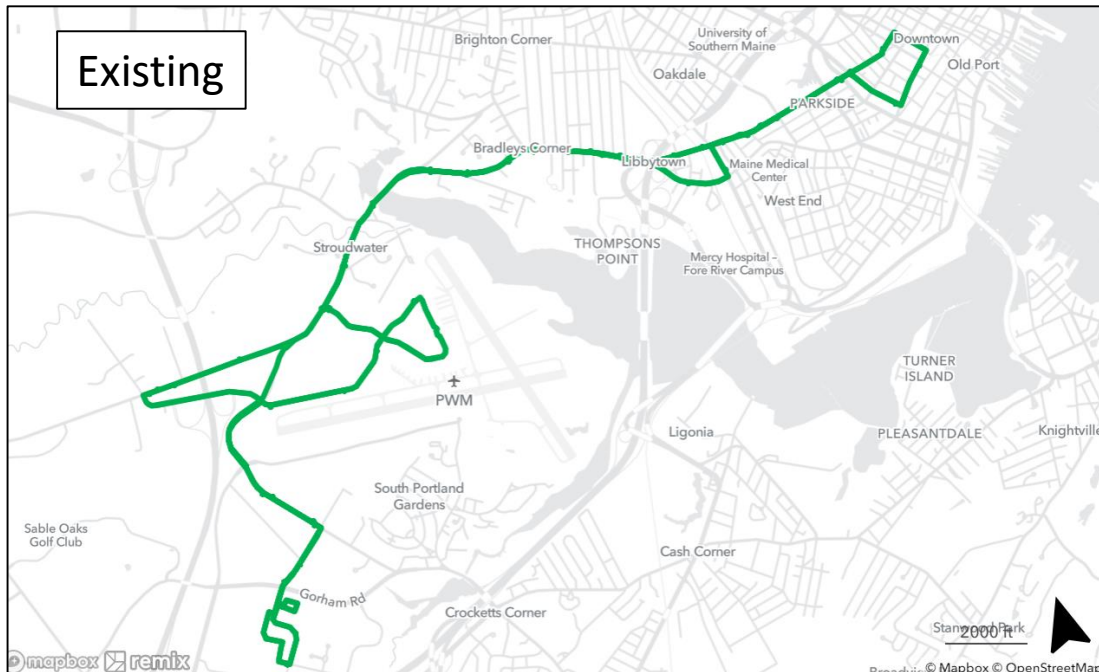 Existing
Brighton Corner
University of
Southern Maine
Downtown
Old Port
Oakdale
PARKSIDE
Bradleys Corner
Libbytown
Maine Medical
Center
West End
Stroudwater
THOMPSONS
POINT
Mercy Hospital –
Fore River Campus
TURNER
ISLAND
PWM
Ligonia
PLEASANTDALE
Knightville
South Portland
Gardens
Sable Oaks
Golf Club
Cash Corner
Gorham Rd
Crocketts Corner
Stanwood Park
2000 ft
mapbox remix
© Mapbox © OpenStreetMap